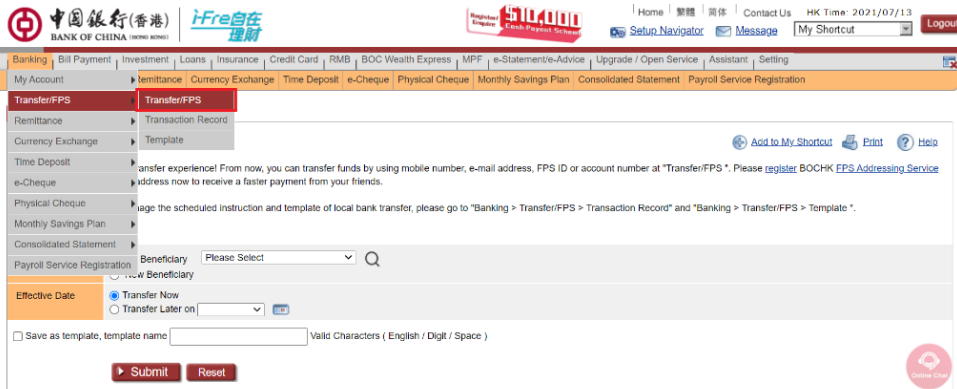 中國銀行(香港)
BANK OF CHINA (HONG KONG)
i-Free自在
理財
Register/
Enquire
$10,000
Cash Payout Scheme
Home 繁體 简体 Contact Us HK Time: 2021/07/13
Setup Navigator Message My Shortcut Logout
Banking Bill Payment Investment Loans Insurance Credit Card RMB BOC Wealth Express MPF e-Statement/e-Advice Upgrade / Open Service Assistant Setting
My Account Remittance Currency Exchange Time Deposit e-Cheque Physical Cheque Monthly Savings Plan Consolidated Statement Payroll Service Registration
Transfer/FPS Transfer/FPS
Remittance Transaction Record
Currency Exchange Template
Add to My Shortcut Print Help
Time Deposit
ansfer experience! From now, you can transfer funds by using mobile number, e-mail address, FPS ID or account number at "Transfer/FPS ". Please register BOCHK FPS Addressing Service
e-Cheque
address now to receive a faster payment from your friends.
Physical Cheque
age the scheduled instruction and template of local bank transfer, please go to "Banking > Transfer/FPS > Transaction Record" and "Banking > Transfer/FPS > Template ".
Monthly Savings Plan
Consolidated Statement
Beneficiary Please Select
Payroll Service Registration
New Beneficiary
Effective Date Transfer Now
Transfer Later on
Save as template, template name Valid Characters ( English / Digit / Space )
Submit Reset
Online Chat